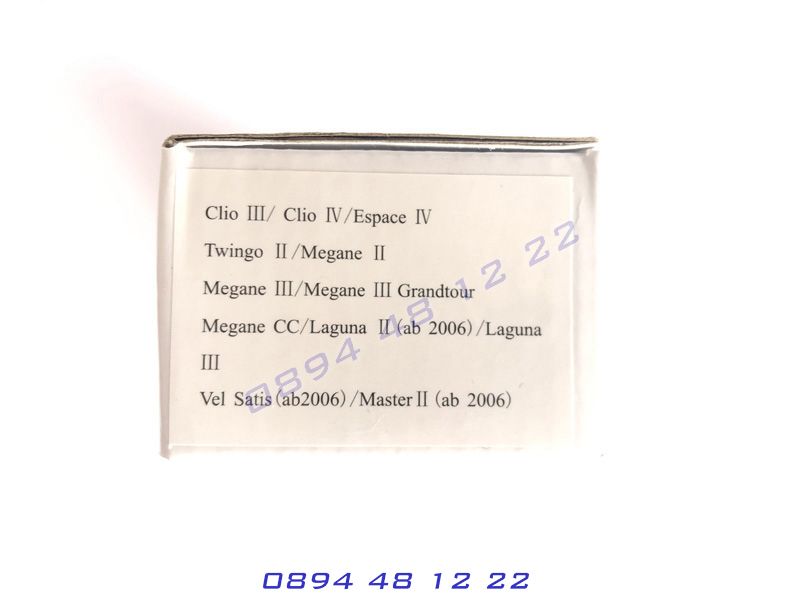 Clio III/ Clio IV/Espace IV
Twingo II/Megane II
Megane III/Megane III Grandtour
Megane CC/Laguna II(ab 2006)/Laguna
III
Vel Satis(ab2006)/Master II (ab 2006)
0894 48 12 22
0894 48 12 22